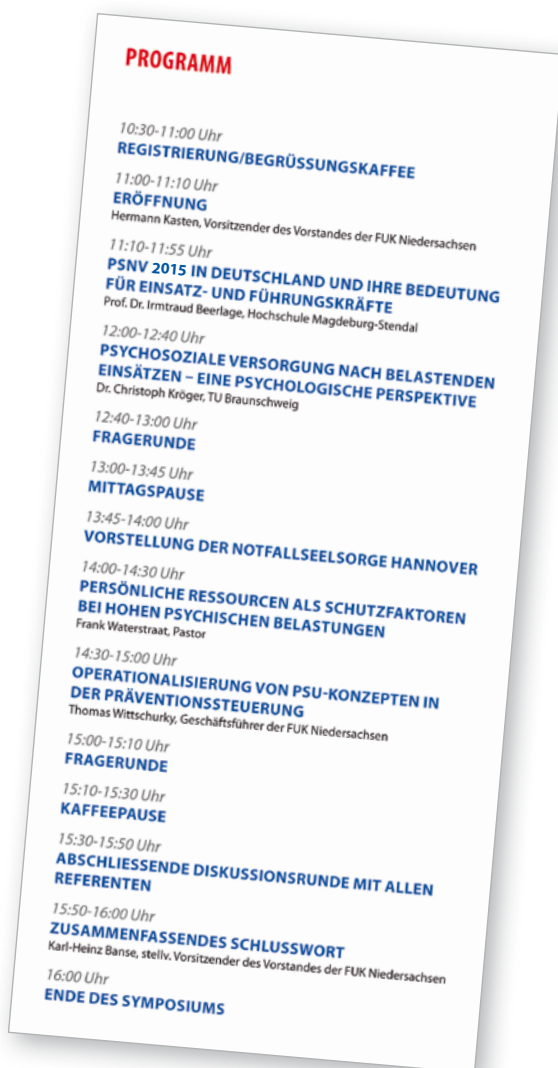 PROGRAMM
10:30-11:00 Uhr
REGISTRIERUNG/BEGRÜSSUNGSKAFFEE
11:00-11:10 Uhr
ERÖFFNUNG
Hermann Kasten, Vorsitzender des Vorstandes der FUK Niedersachsen
11:10-11:55 Uhr
PSNV 2015 IN DEUTSCHLAND UND IHRE BEDEUTUNG
FÜR EINSATZ- UND FÜHRUNGSKRÄFTE
Prof. Dr. Irmtraud Beerlage, Hochschule Magdeburg-Stendal
12:00-12:40 Uhr
PSYCHOSOZIALE VERSORGUNG NACH BELASTENDEN
EINSÄTZEN – EINE PSYCHOLOGISCHE PERSPEKTIVE
Dr. Christoph Kröger, TU Braunschweig
12:40-13:00 Uhr
FRAGERUNDE
13:00-13:45 Uhr
MITTAGSPAUSE
13:45-14:00 Uhr
VORSTELLUNG DER NOTFALLSEELSORGE HANNOVER
14:00-14:30 Uhr
PERSÖNLICHE RESSOURCEN ALS SCHUTZFAKTOREN
BEI HOHEN PSYCHISCHEN BELASTUNGEN
Frank Waterstraat, Pastor
14:30-15:00 Uhr
OPERATIONALISIERUNG VON PSU-KONZEPTEN IN
DER PRÄVENTIONSSTEUERUNG
Thomas Wittschurky, Geschäftsführer der FUK Niedersachsen
15:00-15:10 Uhr
FRAGERUNDE
15:10-15:30 Uhr
KAFFEEPAUSE
15:30-15:50 Uhr
ABSCHLIESSENDE DISKUSSIONSRUNDE MIT ALLEN
REFERENTEN
15:50-16:00 Uhr
ZUSAMMENFASSENDES SCHLUSSWORT
Karl-Heinz Banse, stellv. Vorsitzender des Vorstandes der FUK Niedersachsen
16:00 Uhr
ENDE DES SYMPOSIUMS